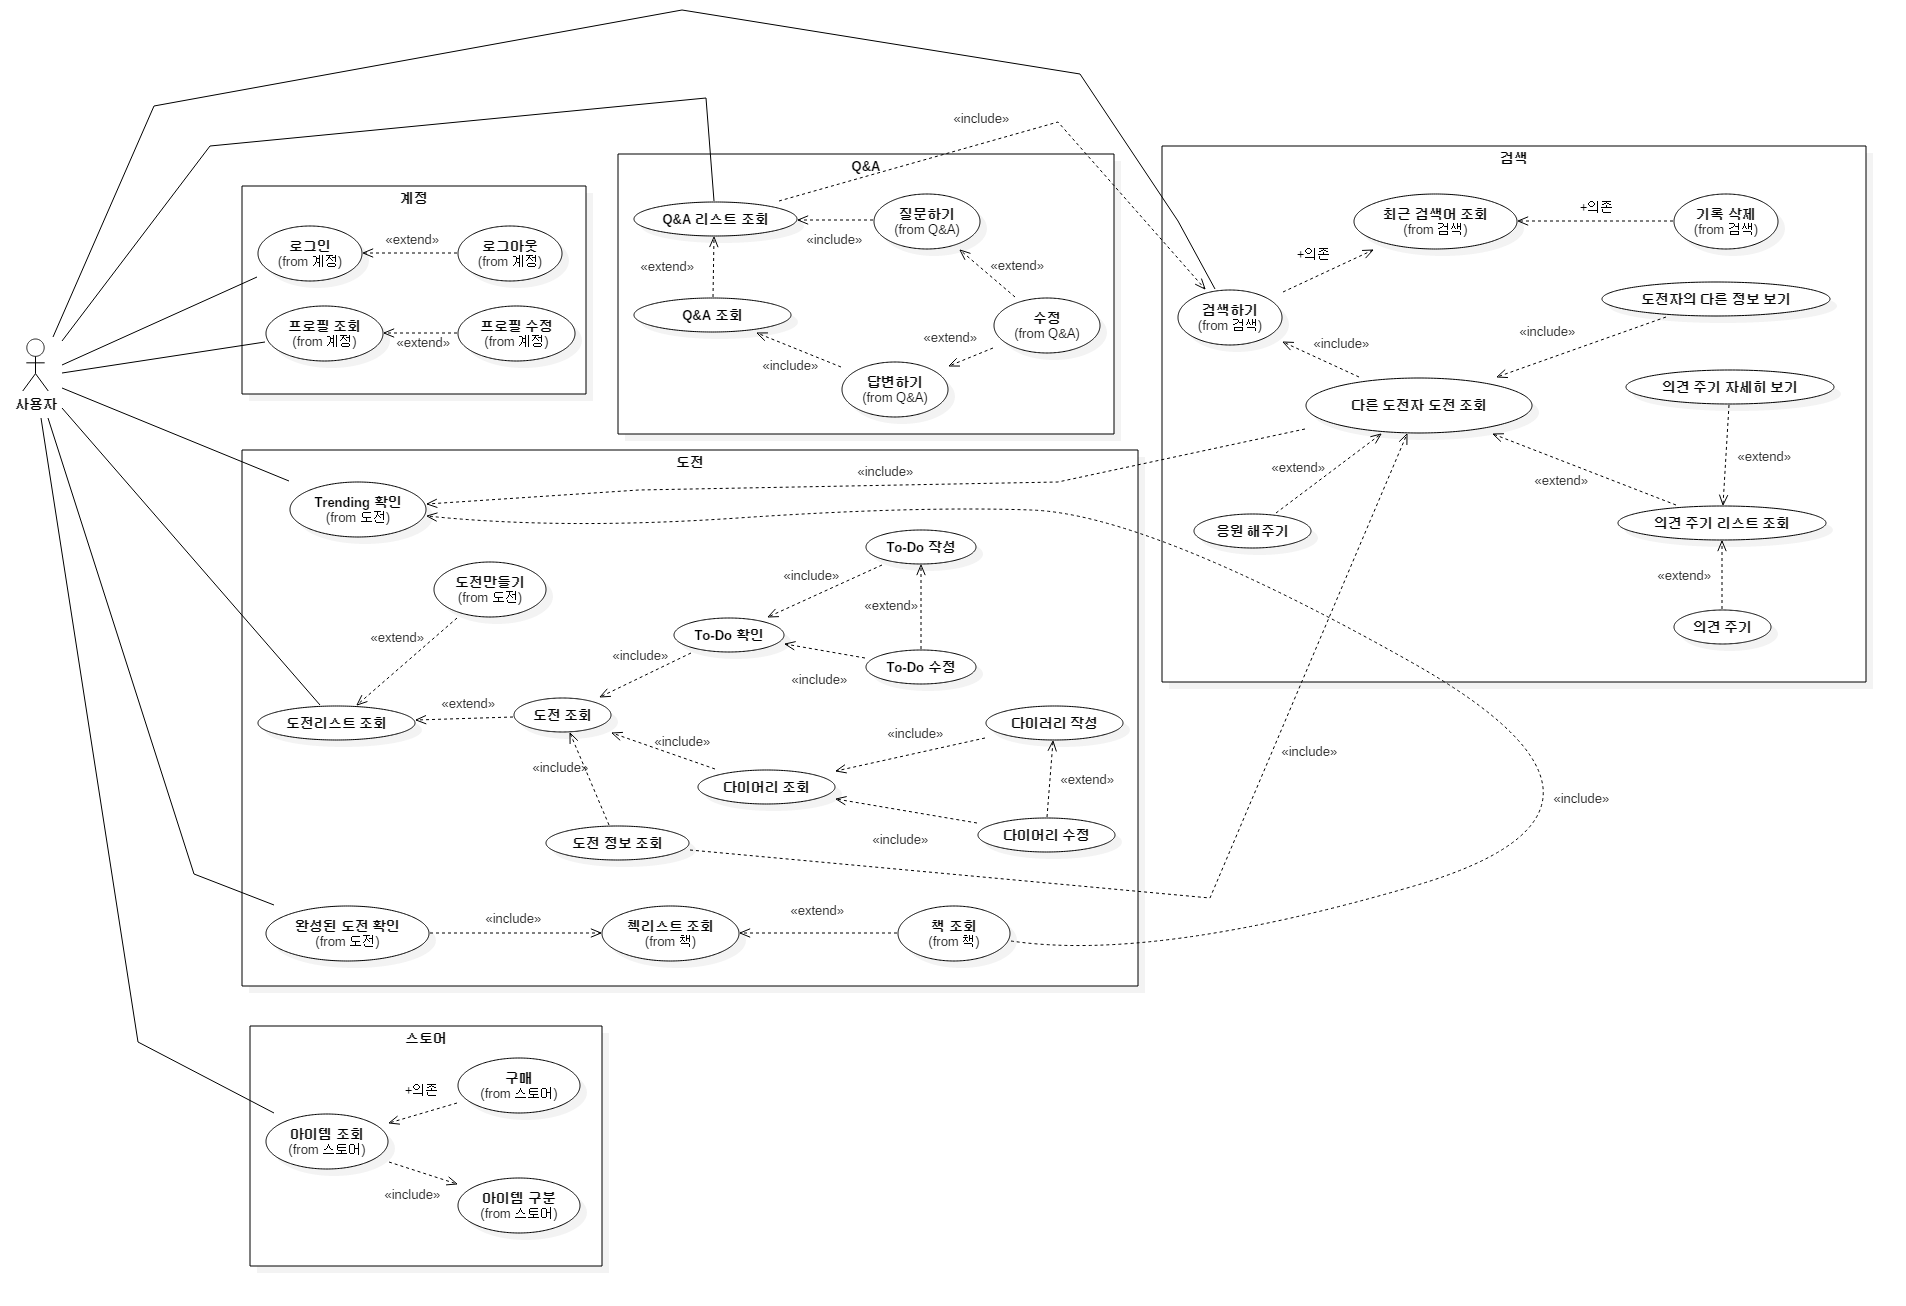 사용자
계정
로그인
(from 계정)
«extend»
로그아웃
(from 계정)
프로필 조회
(from 계정)
«extend»
프로필 수정
(from 계정)
Q&A
«include»
Q&A 리스트 조회
«include»
질문하기
(from Q&A)
«extend»
«extend»
Q&A 조회
수정
(from Q&A)
«extend»
«include»
답변하기
(from Q&A)
검색
최근 검색어 조회
(from 검색)
+의존
기록 삭제
(from 검색)
+의존
검색하기
(from 검색)
도전자의 다른 정보 보기
«include»
«include»
다른 도전자 도전 조회
의견 주기 자세히 보기
«extend»
«extend»
«extend»
응원 해주기
의견 주기 리스트 조회
«extend»
의견 주기
도전
«include»
Trending 확인
(from 도전)
도전만들기
(from 도전)
«extend»
To-Do 작성
«include»
«extend»
To-Do 확인
To-Do 수정
«include»
«include»
도전리스트 조회
«extend»
도전 조회
«include»
«include»
다이러리 작성
«include»
다이어리 조회
«extend»
«include»
다이어리 수정
도전 정보 조회
«include»
«include»
완성된 도전 확인
(from 도전)
«include»
첵리스트 조회
(from 책)
«extend»
책 조회
(from 책)
스토어
구매
(from 스토어)
+의존
아이템 조회
(from 스토어)
«include»
아이템 구분
(from 스토어)